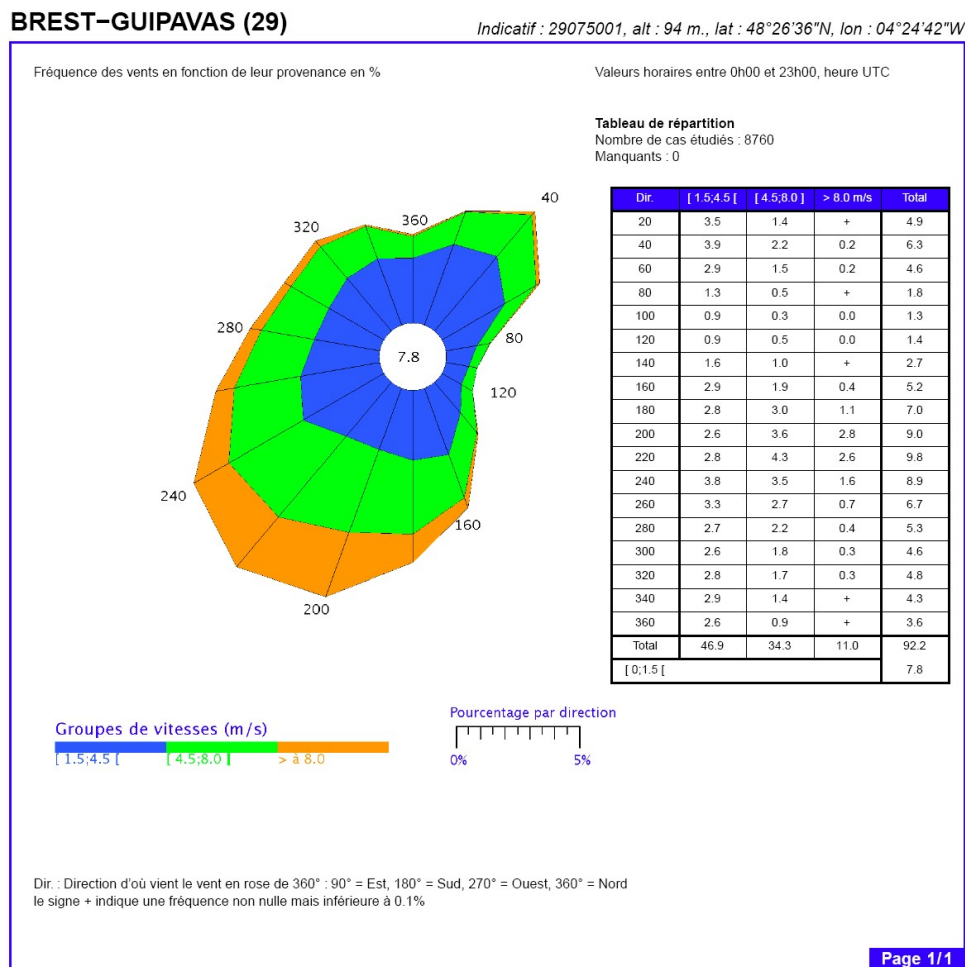 BREST−GUIPAVAS (29)
Indicatif : 29075001, alt : 94 m., lat : 48°26'36"N, lon : 04°24'42"W
Fréquence des vents en fonction de leur provenance en %
Valeurs horaires entre 0h00 et 23h00, heure UTC
Tableau de répartition
Nombre de cas étudiés : 8760
Manquants : 0
40
360
320
280
80
7.8
120
240
160
200
Dir. [ 1.5;4.5 [ [ 4.5;8.0 ] > 8.0 m/s Total
20 3.5 1.4 + 4.9
40 3.9 2.2 0.2 6.3
60 2.9 1.5 0.2 4.6
80 1.3 0.5 + 1.8
100 0.9 0.3 0.0 1.3
120 0.9 0.5 0.0 1.4
140 1.6 1.0 + 2.7
160 2.9 1.9 0.4 5.2
180 2.8 3.0 1.1 7.0
200 2.6 3.6 2.8 9.0
220 2.8 4.3 2.6 9.8
240 3.8 3.5 1.6 8.9
260 3.3 2.7 0.7 6.7
280 2.7 2.2 0.4 5.3
300 2.6 1.8 0.3 4.6
320 2.8 1.7 0.3 4.8
340 2.9 1.4 + 4.3
360 2.6 0.9 + 3.6
Total 46.9 34.3 11.0 92.2
[ 0;1.5 [ 7.8
Groupes de vitesses (m/s)
[ 1.5;4.5 [ [ 4.5;8.0 ] > à 8.0
Pourcentage par direction
0% 5%
Dir. : Direction d'où vient le vent en rose de 360° : 90° = Est, 180° = Sud, 270° = Ouest, 360° = Nord
le signe + indique une fréquence non nulle mais inférieure à 0.1%
Page 1/1